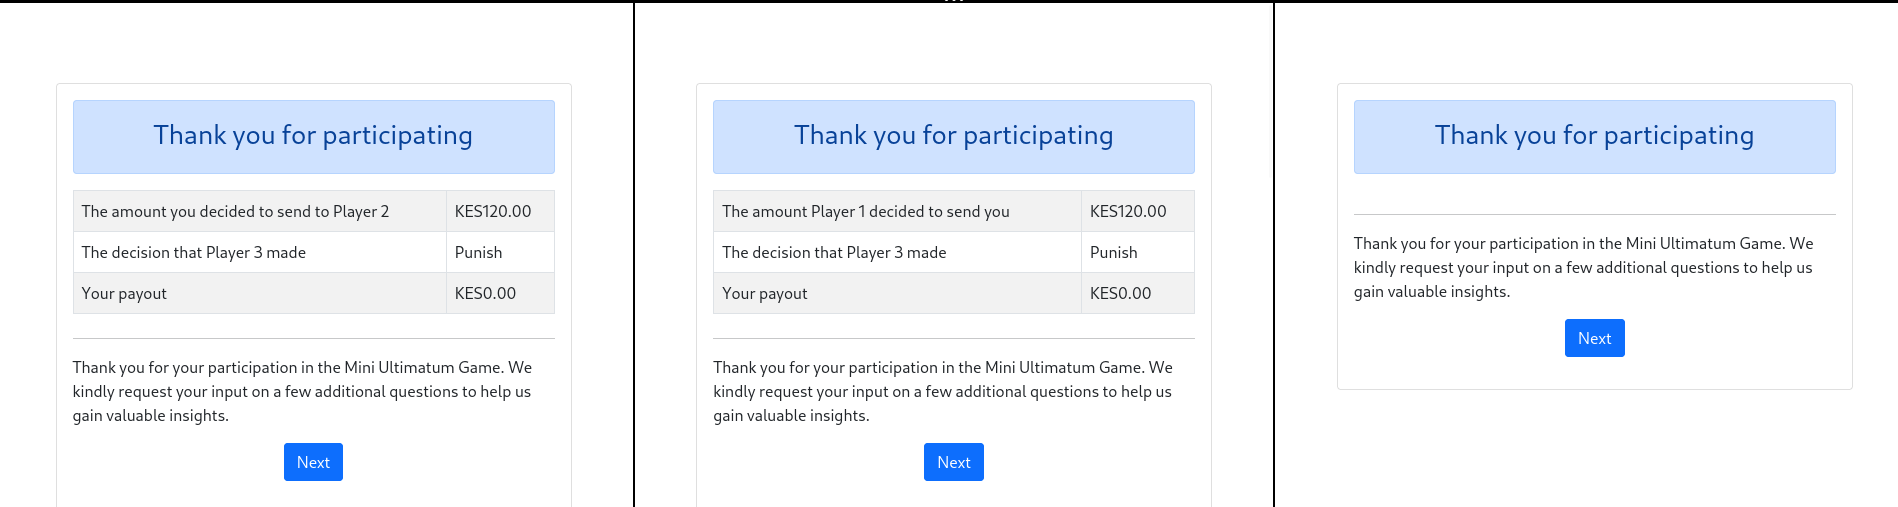 Thank you for participating
The amount you decided to send to Player 2 KES120.00
The decision that Player 3 made Punish
Your payout KES0.00
Thank you for your participation in the Mini Ultimatum Game. We
kindly request your input on a few additional questions to help us
gain valuable insights.
Next
Thank you for participating
The amount Player 1 decided to send you KES120.00
The decision that Player 3 made Punish
Your payout KES0.00
Thank you for your participation in the Mini Ultimatum Game. We
kindly request your input on a few additional questions to help us
gain valuable insights.
Next
Thank you for participating
Thank you for your participation in the Mini Ultimatum Game. We
kindly request your input on a few additional questions to help us
gain valuable insights.
Next